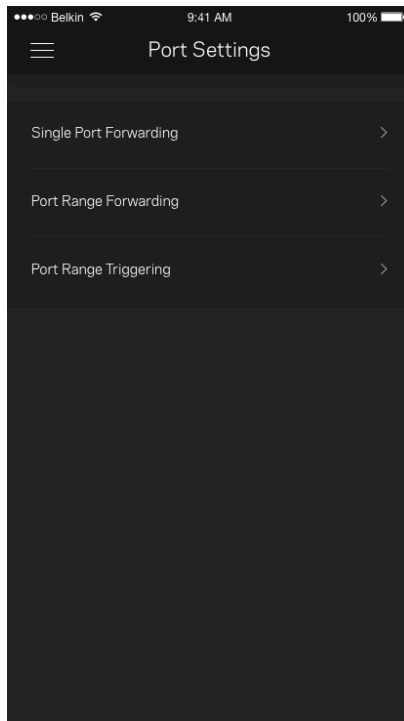 Belkin 9:41 AM 100%
Port Settings
Single Port Forwarding
Port Range Forwarding
Port Range Triggering